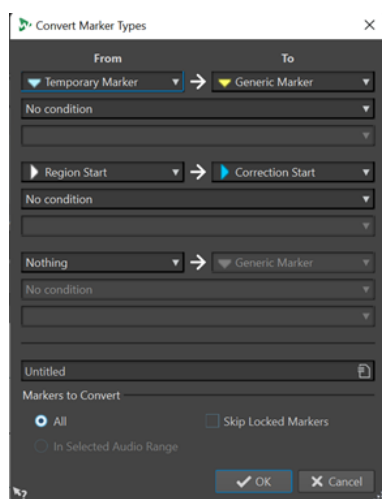 Convert Marker Types
From To
Temporary Marker Generic Marker
No condition
Region Start Correction Start
No condition
Nothing Generic Marker
No condition
Untitled
Markers to Convert
All Skip Locked Markers
In Selected Audio Range
OK Cancel